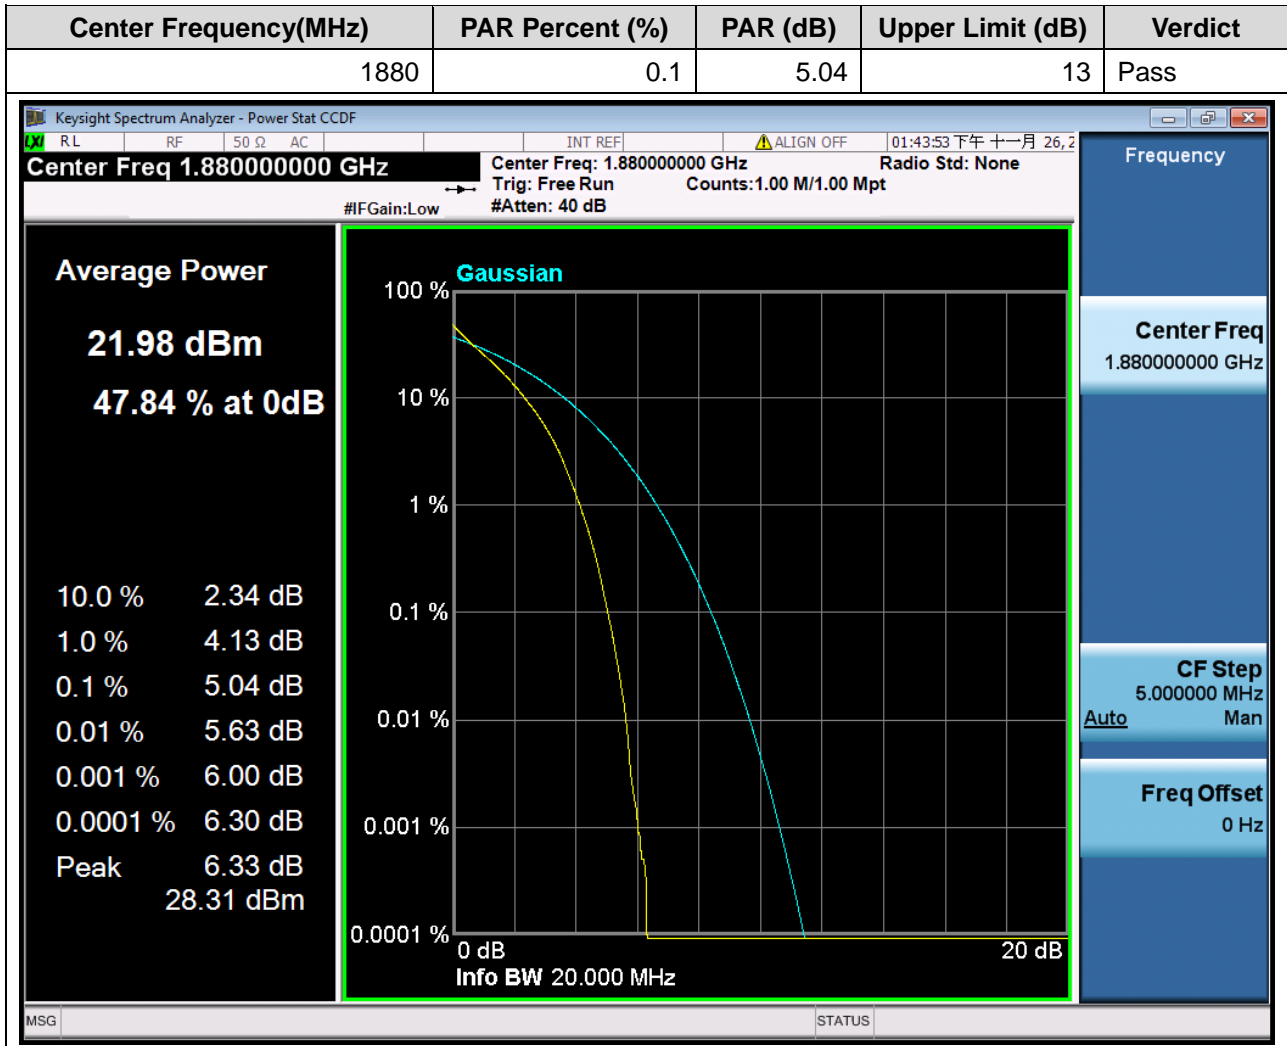 Center Frequency(MHz) PAR Percent (%) PAR (dB) Upper Limit (dB) Verdict
1880 0.1 5.04 13 Pass
Keysight Spectrum Analyzer - Power Stat CCDF
LXI RL RF 50 Ω AC INT REF ALIGN OFF 01:43:53 下午 十一月 26, 2
Center Freq 1.880000000 GHz
Center Freq: 1.880000000 GHz Radio Std: None
Trig: Free Run Counts:1.00 M/1.00 Mpt
#IFGain:Low #Atten: 40 dB
Frequency
Average Power
21.98 dBm
47.84 % at 0dB
10.0 % 2.34 dB
1.0 % 4.13 dB
0.1 % 5.04 dB
0.01 % 5.63 dB
0.001 % 6.00 dB
0.0001 % 6.30 dB
Peak 6.33 dB
28.31 dBm
Gaussian
100 %
10 %
1 %
0.1 %
0.01 %
0.001 %
0.0001 %
0 dB 20 dB
Info BW 20.000 MHz
Center Freq
1.880000000 GHz
CF Step
5.000000 MHz
Auto Man
Freq Offset
0 Hz
MSG STATUS